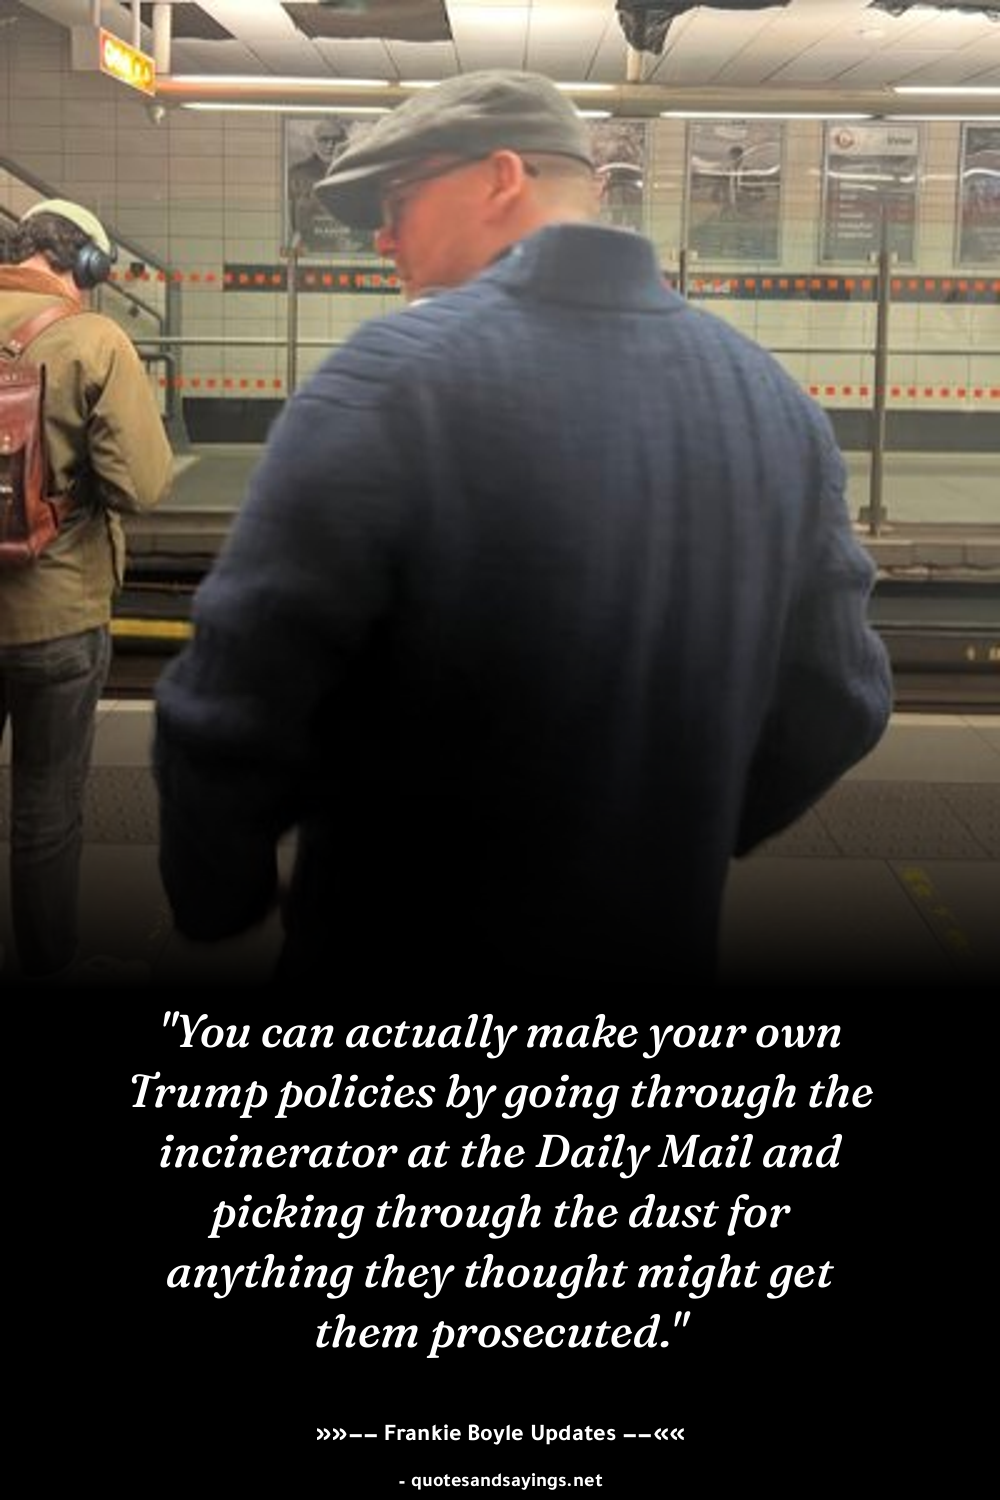 "You can actually make your own
Trump policies by going through the
incinerator at the Daily Mail and
picking through the dust for
anything they thought might get
them prosecuted."
»»−− Frankie Boyle Updates −−««
- quotesandsayings.net